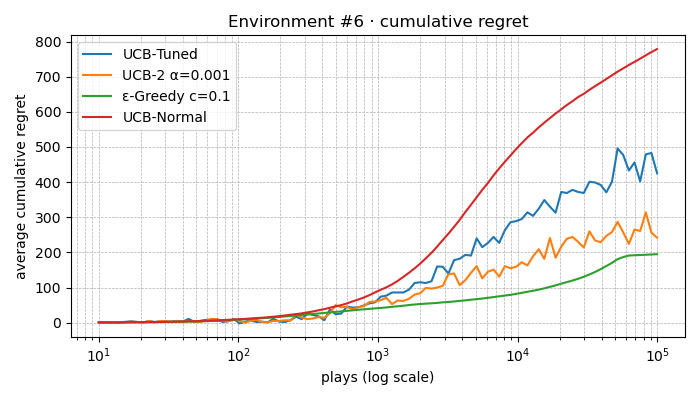 Environment #6 · cumulative regret
average cumulative regret
800
700
600
500
400
300
200
100
0
UCB-Tuned
UCB-2 α=0.001
ε-Greedy c=0.1
UCB-Normal
10¹
10²
10³
10⁴
10⁵
plays (log scale)